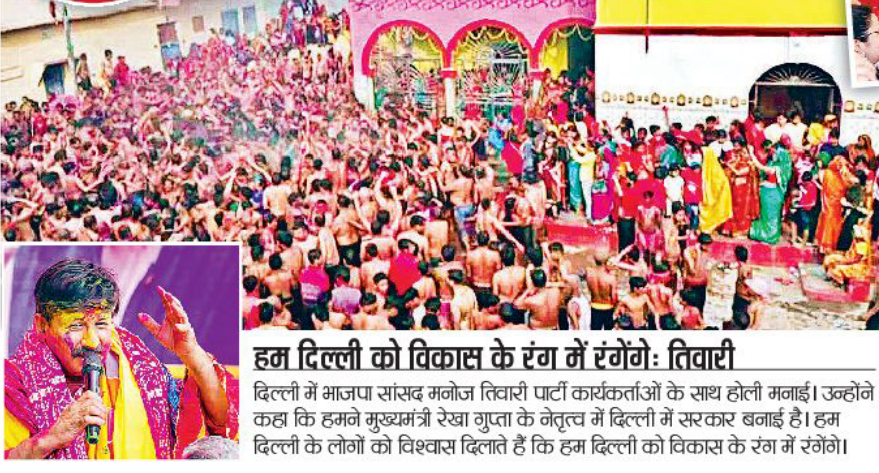 हम दिल्ली को विकास के रंग में रंगेंगेः तिवारी
दिल्ली में भाजपा सांसद मनोज तिवारी पार्टी कार्यकर्ताओं के साथ होली मनाई। उन्होंने
कहा कि हमने मुख्यमंत्री रेखा गुप्ता के नेतृत्व में दिल्ली में सरकार बनाई है। हम
दिल्ली के लोगों को विश्वास दिलाते हैं कि हम दिल्ली को विकास के रंग में रंगेंगे।